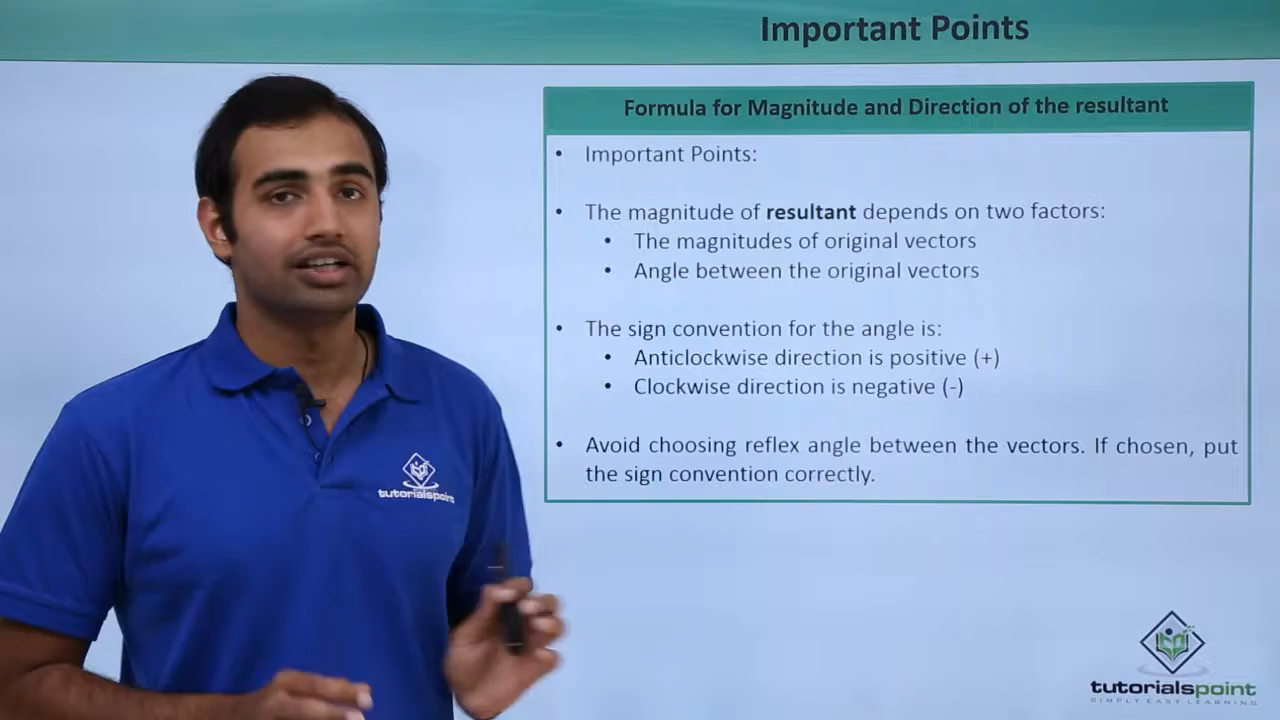 Important Points
Formula for Magnitude and Direction of the resultant
• Important Points:
• The magnitude of resultant depends on two factors:
• The magnitudes of original vectors
• Angle between the original vectors
• The sign convention for the angle is:
• Anticlockwise direction is positive (+)
• Clockwise direction is negative (-)
• Avoid choosing reflex angle between the vectors. If chosen, put
the sign convention correctly.
tutorialspoint
tutorialspoint
SIMPLY EASY LEARNING